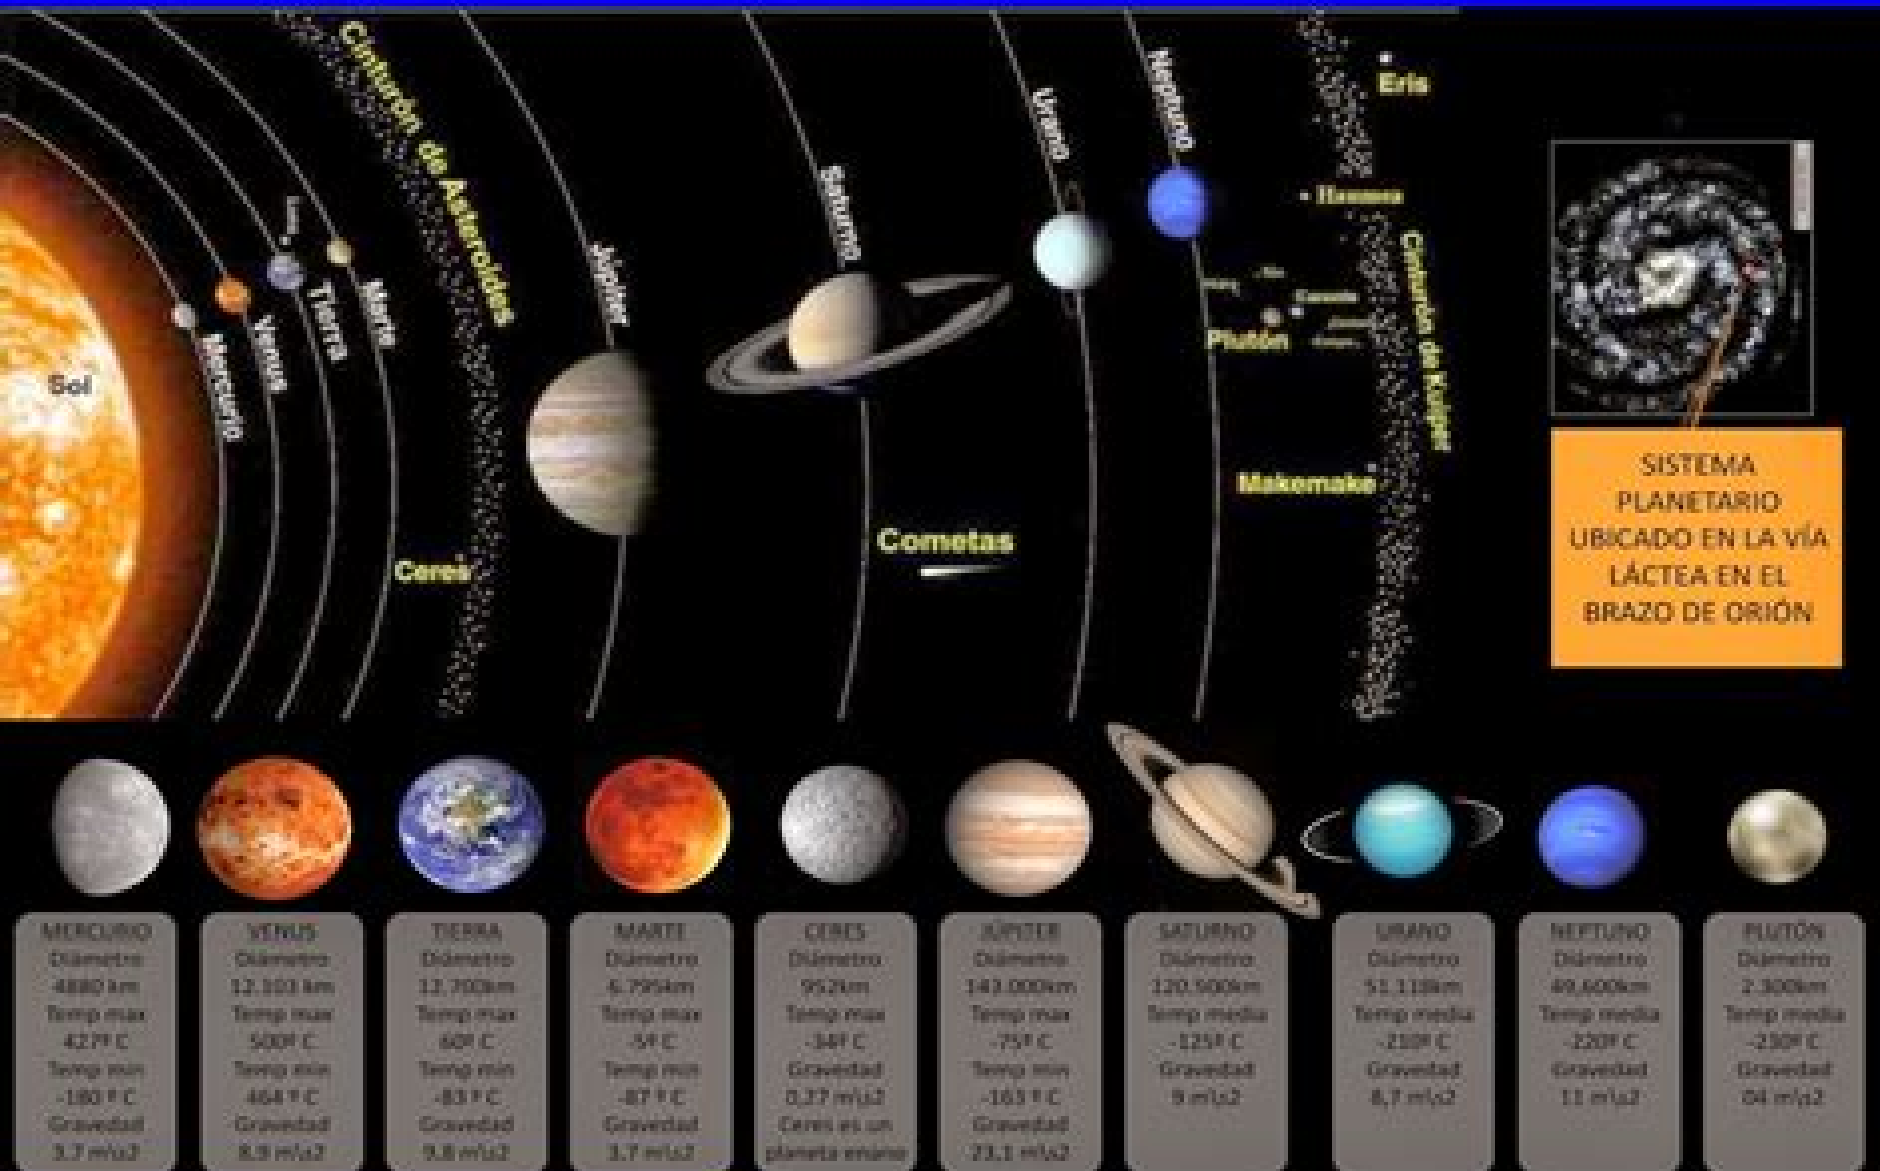 Cinturón de Asteroides
Júpiter
Saturno
Urano
Neptuno
Eris
Cinturón de Kuiper
Sol
Mercurio
Venus
Tierra
Marte
Plutón
Makemake
Ceres
Cometas
SISTEMA
PLANETARIO
UBICADO EN LA VÍA
LÁCTEA EN EL
BRAZO DE ORIÓN
MERCURIO
Diámetro
4880 km
Temp max
427º C
Temp min
-180 º C
Gravedad
3,7 m\s2
VENUS
Diámetro
12.103 km
Temp max
500º C
Temp min
464 º C
Gravedad
8,9 m\s2
TIERRA
Diámetro
12.700km
Temp max
60º C
Temp min
-83 º C
Gravedad
9,8 m\s2
MARTE
Diámetro
6.795km
Temp max
-5º C
Temp min
-87 º C
Gravedad
3,7 m\s2
CERES
Diámetro
952km
Temp max
-34º C
Gravedad
0,27 m\s2
Ceres es un
planeta enano
JÚPITER
Diámetro
143.000km
Temp max
-75º C
Temp min
-163 º C
Gravedad
23,1 m\s2
SATURNO
Diámetro
120.500km
Temp media
-125º C
Gravedad
9 m\s2
URANO
Diámetro
51.118km
Temp media
-210º C
Gravedad
8,7 m\s2
NEPTUNO
Diámetro
49.600km
Temp media
-220º C
Gravedad
11 m\s2
PLUTÓN
Diámetro
2.300km
Temp media
-230º C
Gravedad
04 m\s2